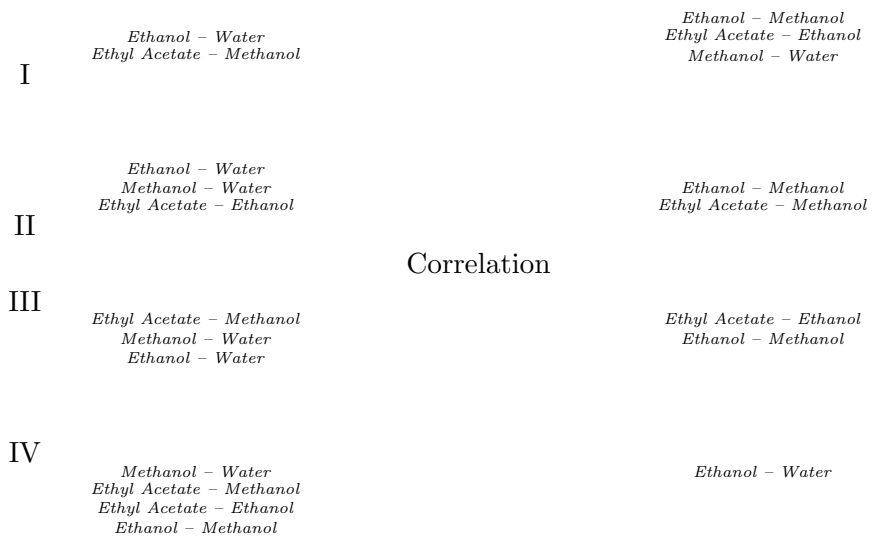 Ethanol – Water
Ethyl Acetate – Methanol
Ethanol – Methanol
Ethyl Acetate – Ethanol
Methanol – Water
I
Ethanol – Water
Methanol – Water
Ethyl Acetate – Ethanol
Ethanol – Methanol
Ethyl Acetate – Methanol
II
Correlation
III
Ethyl Acetate – Methanol
Methanol – Water
Ethanol – Water
Ethyl Acetate – Ethanol
Ethanol – Methanol
IV
Methanol – Water
Ethyl Acetate – Methanol
Ethyl Acetate – Ethanol
Ethanol – Methanol
Ethanol – Water